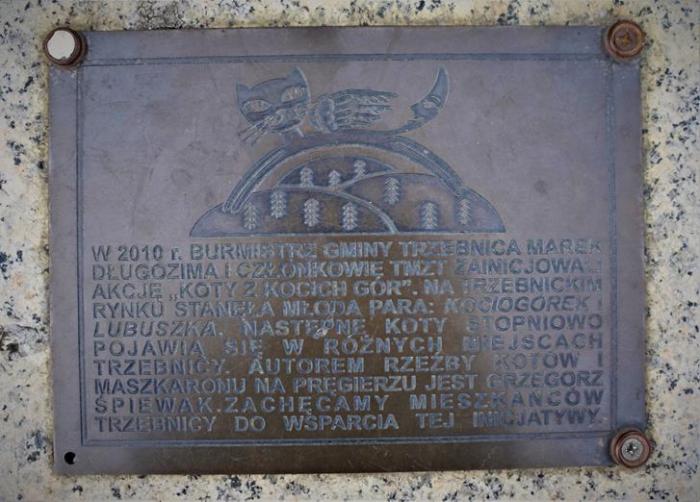 W 2010 r. BURMISTRZ GMINY TRZEBNICA MAREK
DŁUGOZIMA I CZŁONKOWIE TMZT ZAINICJOWALI
AKCJĘ „KOTY Z KOCICH GÓR”. NA TRZEBNICKIM
RYNKU STANĘŁA MŁODA PARA: KOCIOGÓREK I
LUBUSZKA. NASTĘPNE KOTY STOPNIOWO
POJAWIĄ SIĘ W RÓŻNYCH MIEJSCACH
TRZEBNICY. AUTOREM RZEŹBY KOTÓW I
MASZKARONU NA PRĘGIERZU JEST GRZEGORZ
ŚPIEWAK. ZACHĘCAMY MIESZKAŃCÓW
TRZEBNICY DO WSPARCIA TEJ INICJATYWY.